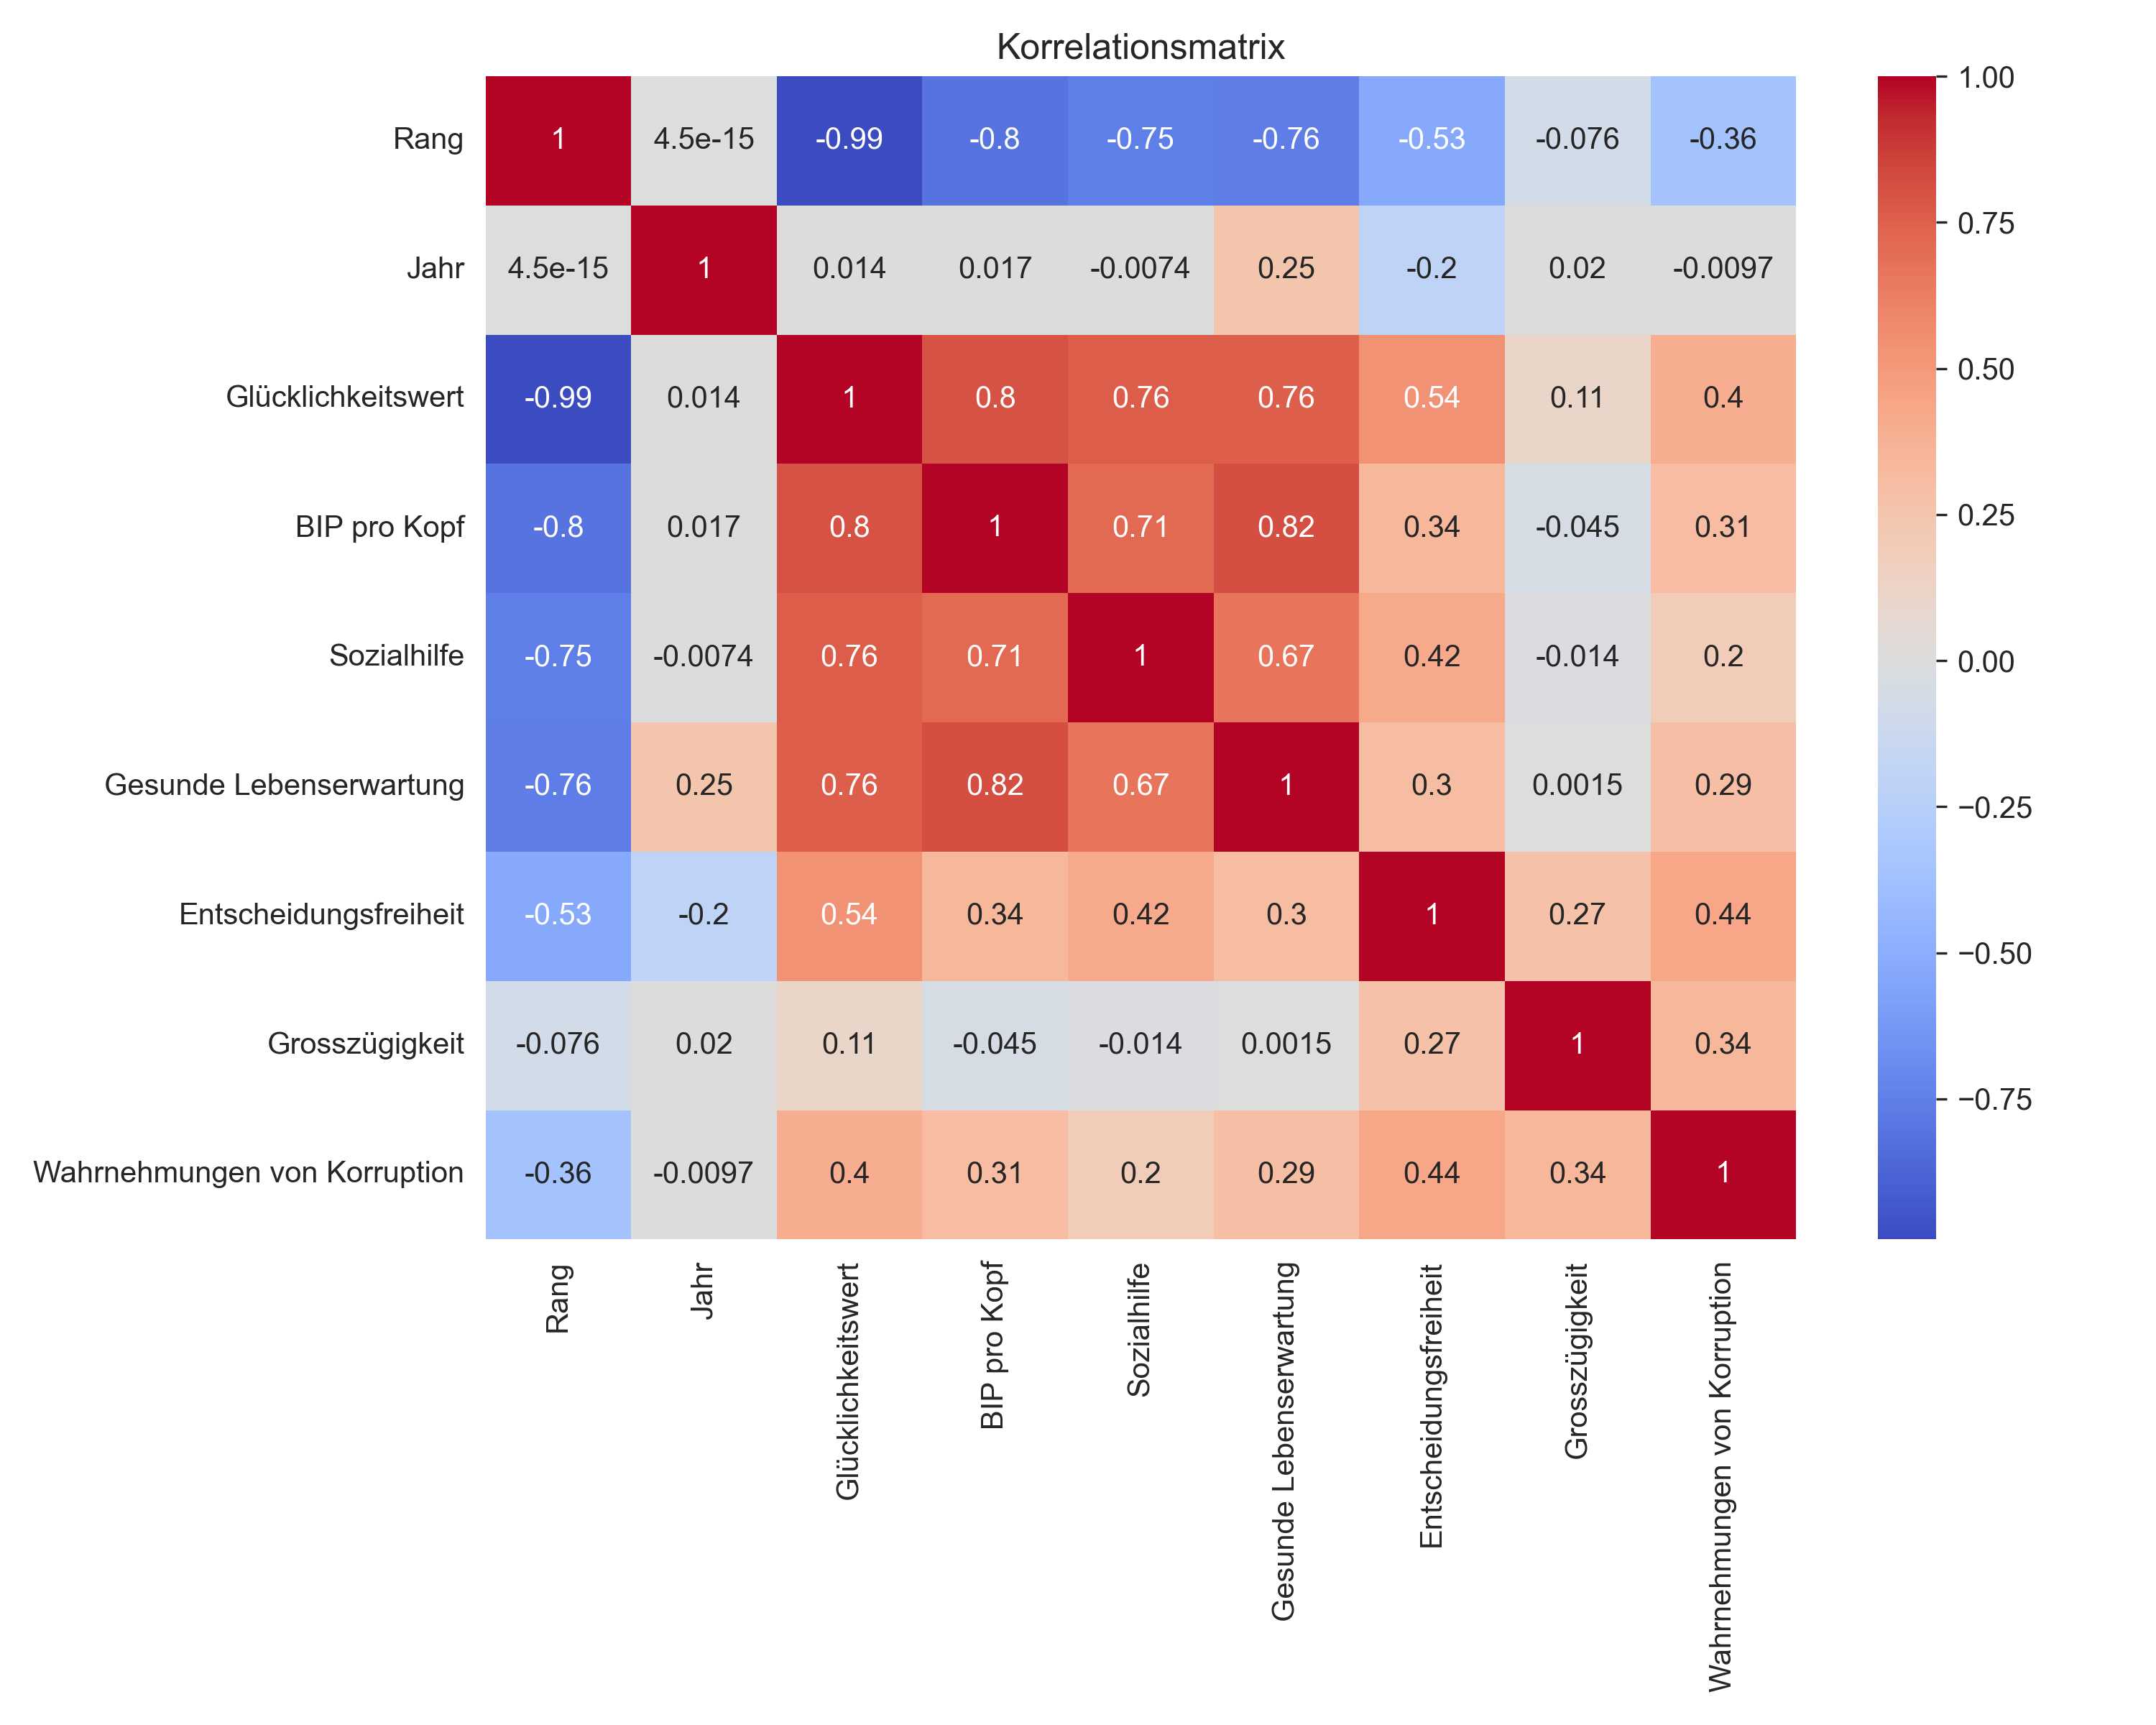 Korrelationsmatrix
Rang 1 4.5e-15 -0.99 -0.8 -0.75 -0.76 -0.53 -0.076 -0.36
Jahr 4.5e-15 1 0.014 0.017 -0.0074 0.25 -0.2 0.02 -0.0097
Glücklichkeitswert -0.99 0.014 1 0.8 0.76 0.76 0.54 0.11 0.4
BIP pro Kopf -0.8 0.017 0.8 1 0.71 0.82 0.34 -0.045 0.31
Sozialhilfe -0.75 -0.0074 0.76 0.71 1 0.67 0.42 -0.014 0.2
Gesunde Lebenserwartung -0.76 0.25 0.76 0.82 0.67 1 0.3 0.0015 0.29
Entscheidungsfreiheit -0.53 -0.2 0.54 0.34 0.42 0.3 1 0.27 0.44
Grosszügigkeit -0.076 0.02 0.11 -0.045 -0.014 0.0015 0.27 1 0.34
Wahrnehmungen von Korruption -0.36 -0.0097 0.4 0.31 0.2 0.29 0.44 0.34 1
Rang
Jahr
Glücklichkeitswert
BIP pro Kopf
Sozialhilfe
Gesunde Lebenserwartung
Entscheidungsfreiheit
Grosszügigkeit
Wahrnehmungen von Korruption
1.00
0.75
0.50
0.25
0.00
−0.25
−0.50
−0.75